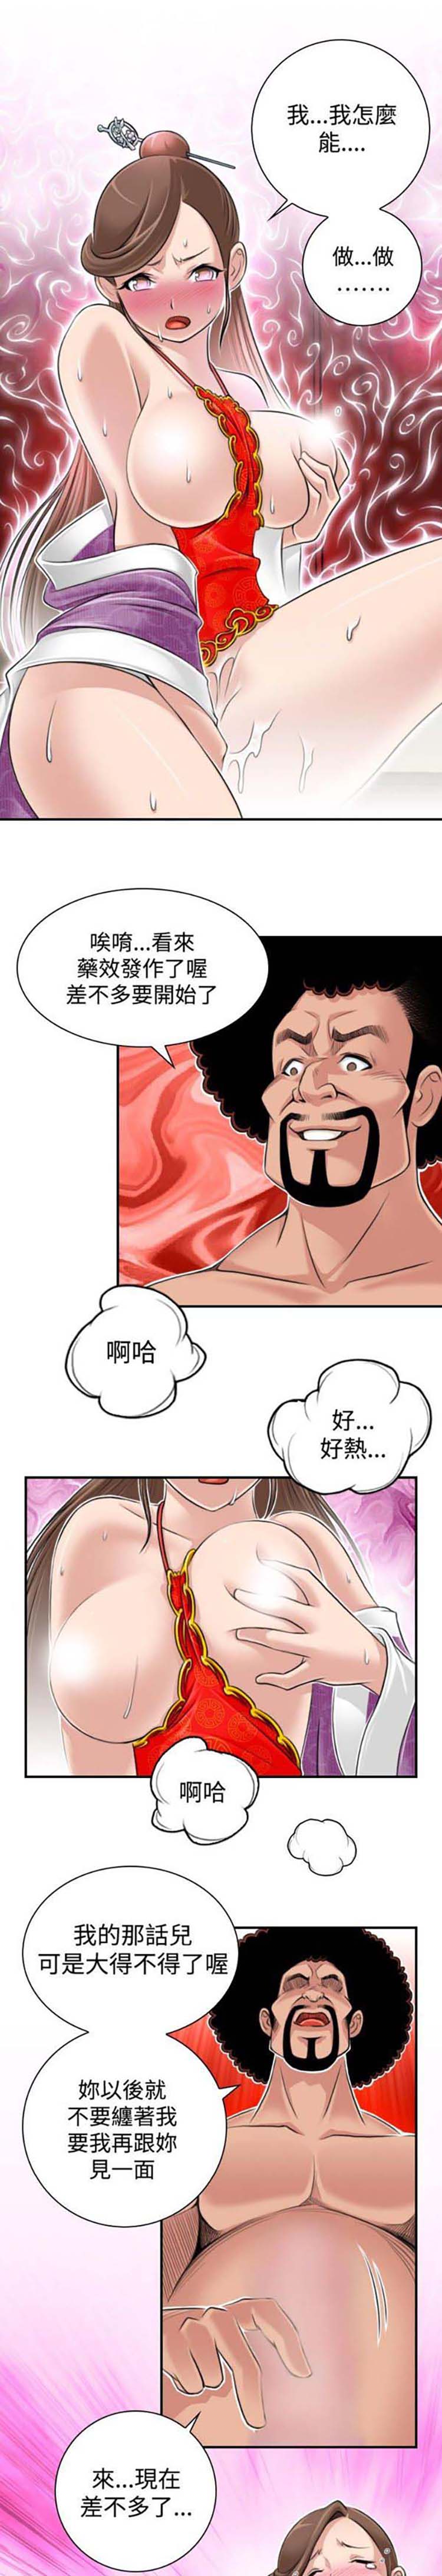 我...我怎麼
能....
做...做
.......
唉唷...看來
藥效發作了喔
差不多要開始了
啊哈
好...
好熱...
啊哈
我的那話兒
可是大得不得了喔
妳以後就
不要纏著我
要我再跟妳
見一面
來...現在
差不多了...